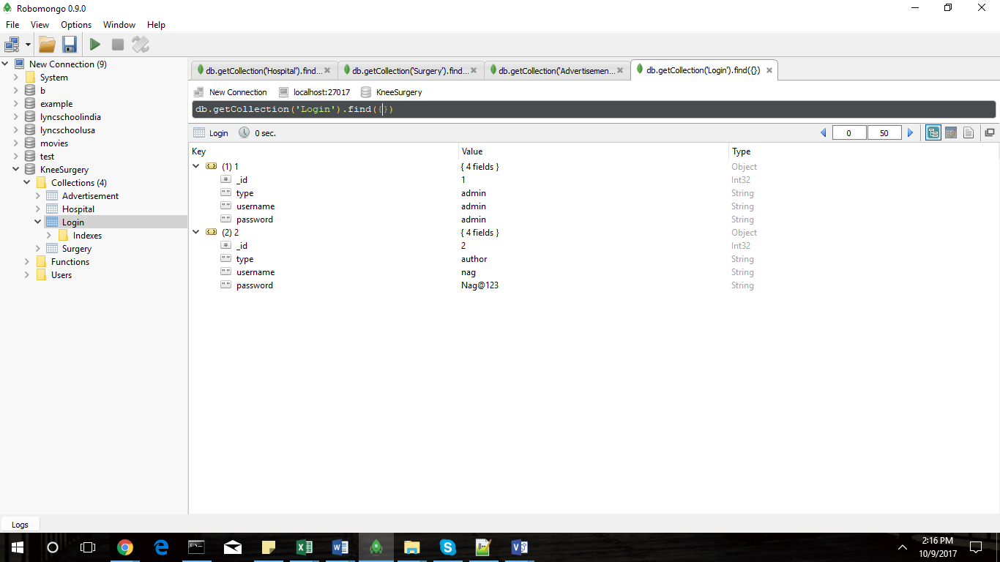 Robomongo 0.9.0
File View Options Window Help
New Connection (9)
System
b
example
lyncschoolindia
lyncschoolusa
movies
test
KneeSurgery
Collections (4)
Advertisement
Hospital
Login
Indexes
Surgery
Functions
Users
db.getCollection('Hospital').find... db.getCollection('Surgery').find... db.getCollection('Advertisemen... db.getCollection('Login').find({})
New Connection localhost:27017 KneeSurgery
db.getCollection('Login').find({})
Login 0 sec. 0 50
Key Value Type
(1) 1 { 4 fields } Object
# _id 1 Int32
" " type admin String
" " username admin String
" " password admin String
(2) 2 { 4 fields } Object
# _id 2 Int32
" " type author String
" " username nag String
" " password Nag@123 String
Logs
2:16 PM
10/9/2017